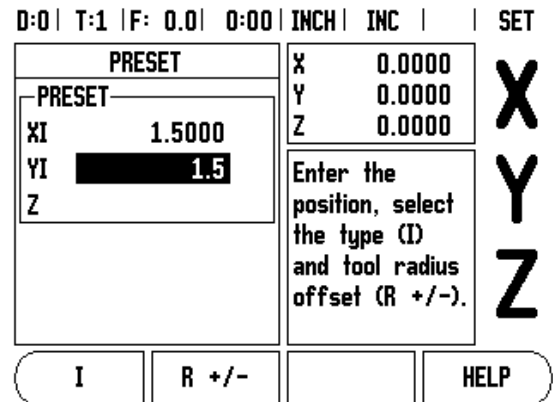 D:0 | T:1 | F: 0.0 | 0:00 | INCH | INC | | SET
PRESET
PRESET
XI 1.5000
YI 1.5
Z
X 0.0000
Y 0.0000
Z 0.0000
Enter the
position, select
the type (I)
and tool radius
offset (R +/-).
X
Y
Z
I
R +/-
HELP